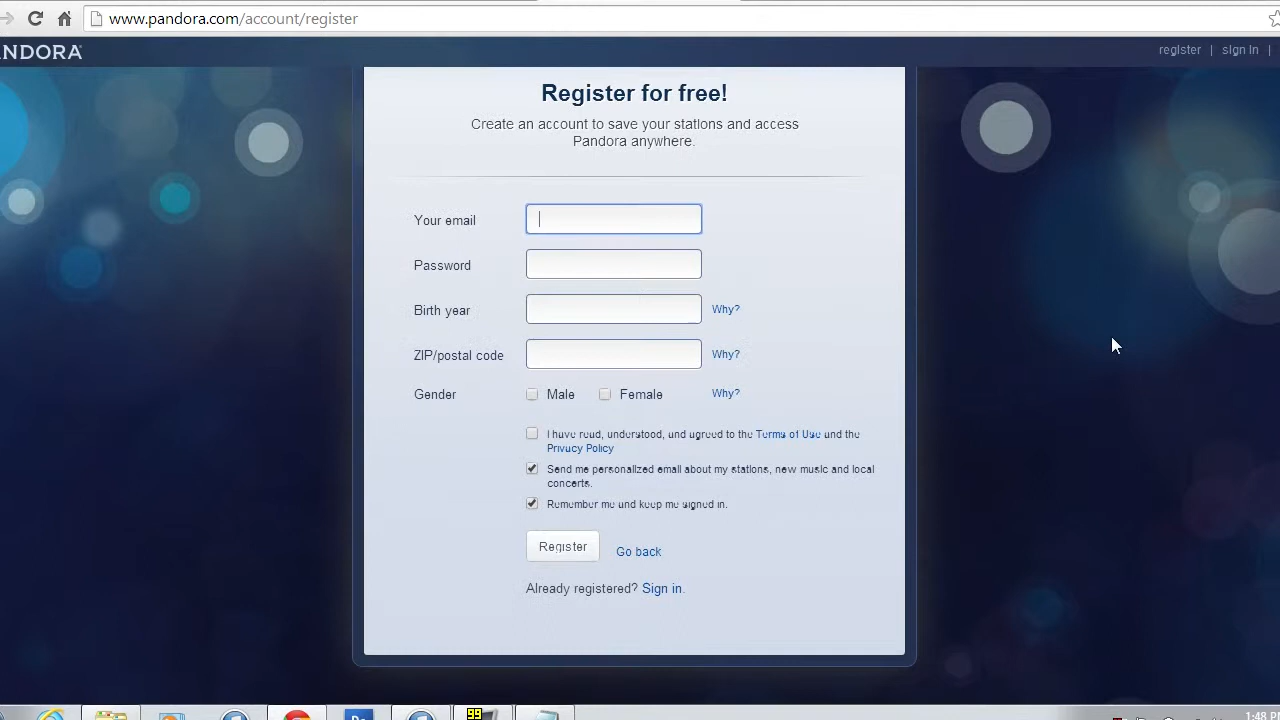 www.pandora.com/account/register
NDORA
register | sign in |
Register for free!
Create an account to save your stations and access
Pandora anywhere.
Your email
Password
Birth year Why?
ZIP/postal code Why?
Gender Male Female Why?
I have read, understood, and agreed to the Terms of Use and the
Privacy Policy
Send me personalized email about my stations, new music and local
concerts.
Remember me and keep me signed in.
Register Go back
Already registered? Sign in.
99
1:48 P